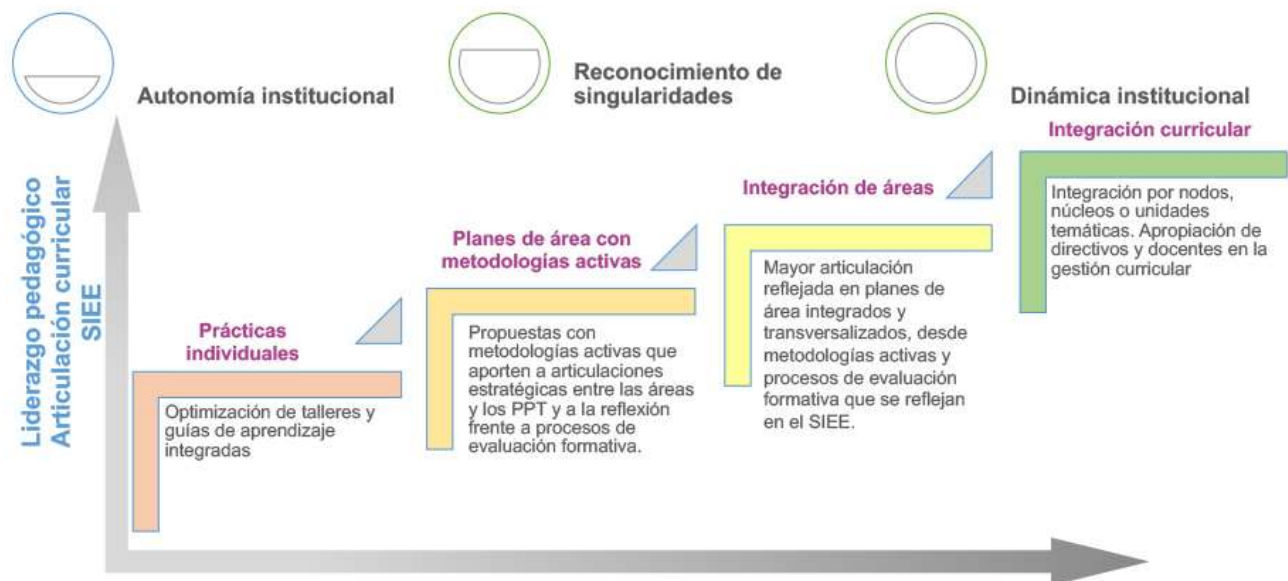 Autonomía institucional
Reconocimiento de
singularidades
Dinámica institucional
Liderazgo pedagógico
Articulación curricular
SIEE
Prácticas
individuales
Optimización de talleres y
guías de aprendizaje
integradas
Planes de área con
metodologías activas
Propuestas con
metodologías activas que
aporten a articulaciones
estratégicas entre las áreas
y los PPT y a la reflexión
frente a procesos de
evaluación formativa.
Integración de áreas
Mayor articulación
reflejada en planes de
área integrados y
transversalizados, desde
metodologías activas y
procesos de evaluación
formativa que se reflejan
en el SIEE.
Integración curricular
Integración por nodos,
núcleos o unidades
temáticas. Apropiación de
directivos y docentes en la
gestión curricular